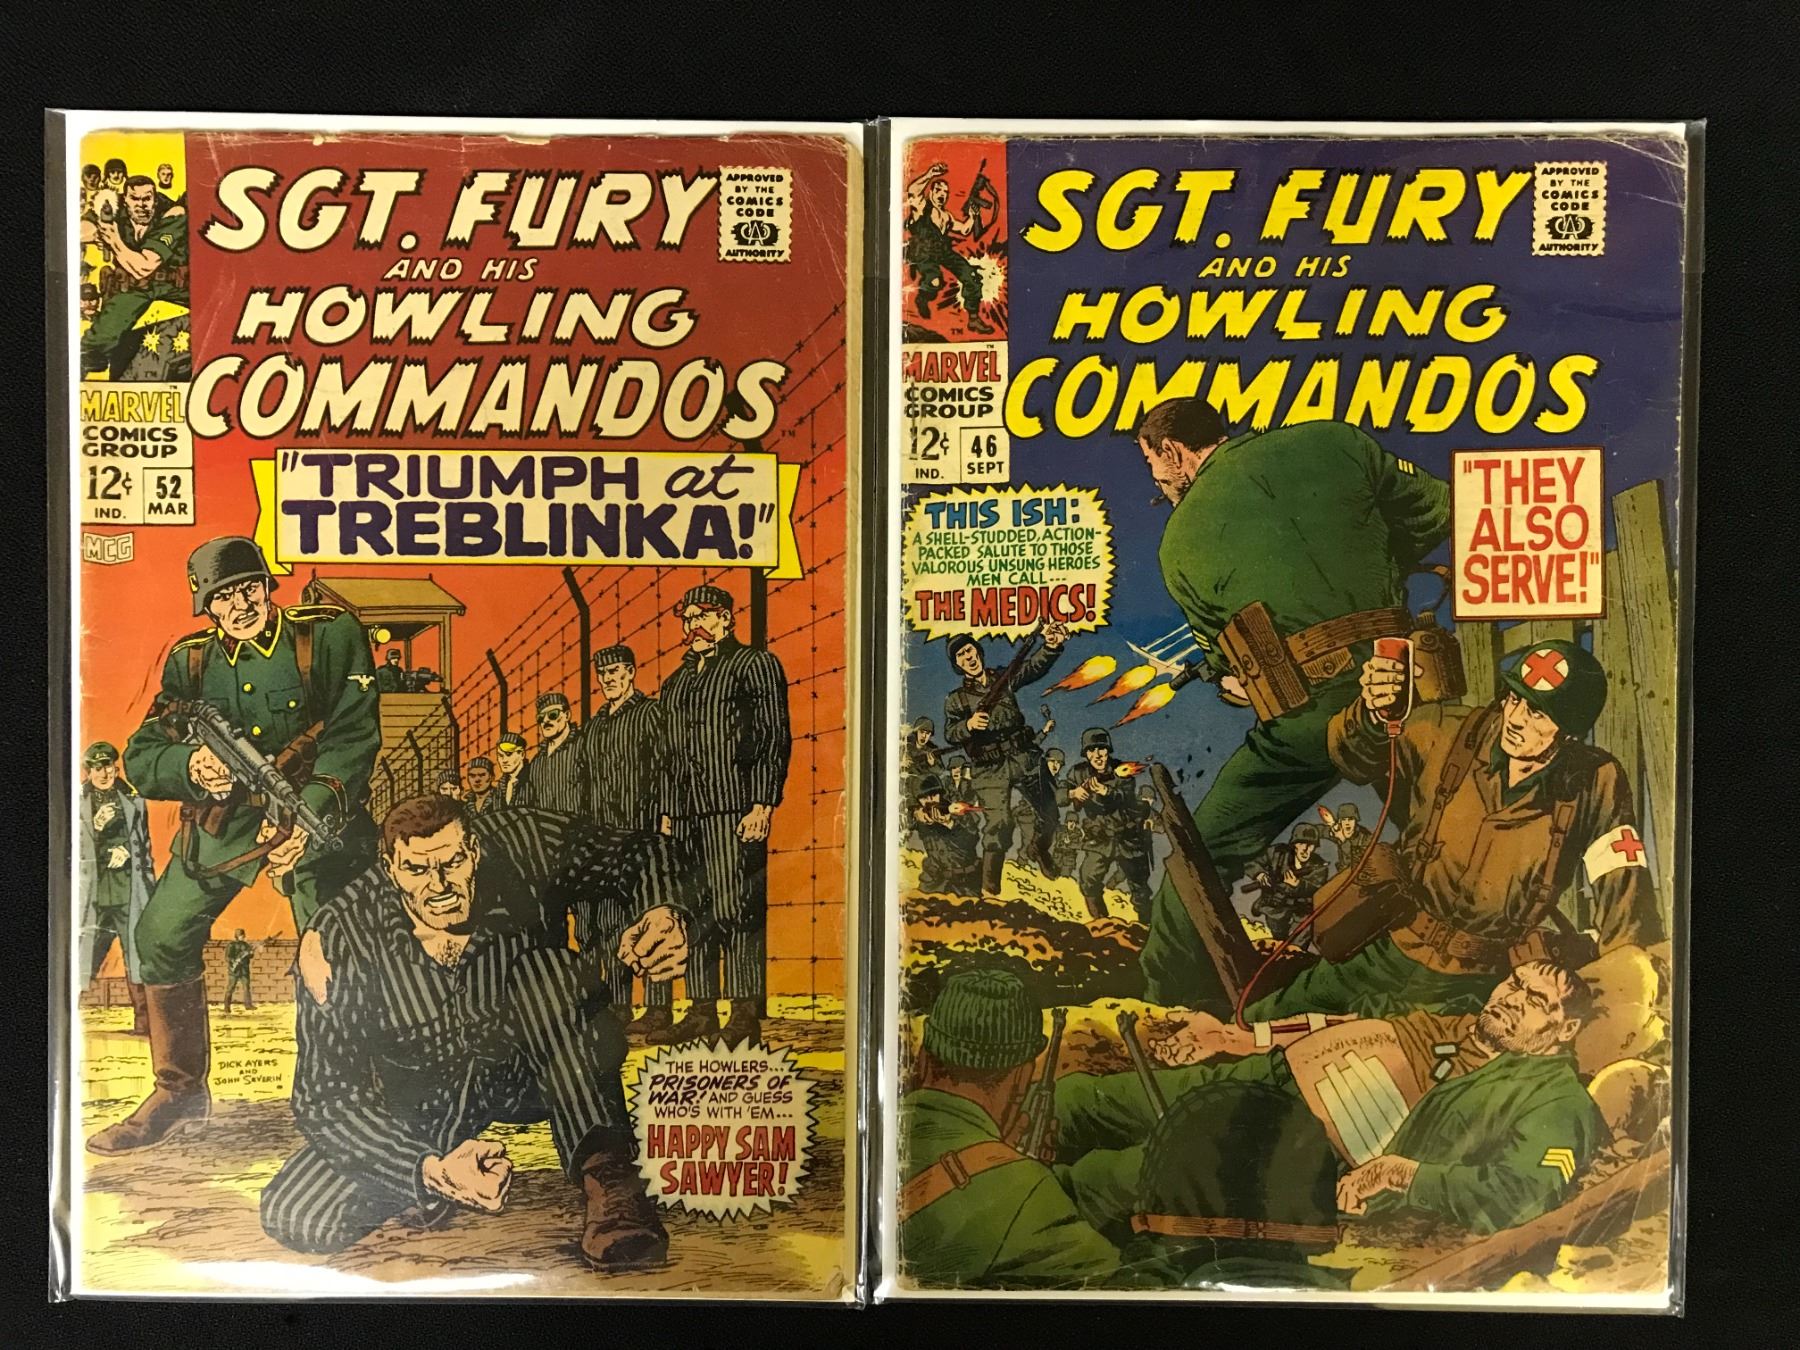 SGT. FURY
AND HIS
HOWLING
COMMANDOS
APPROVED
BY THE
COMICS
CODE
CA
AUTHORITY
TM
MARVEL
COMICS
GROUP
12¢
IND.
52
MAR
MCG
"TRIUMPH at
TREBLINKA!"
DICK AYERS
AND
JOHN SEVERIN
THE HOWLERS...
PRISONERS OF
WAR! AND GUESS
WHO'S WITH 'EM...
HAPPY SAM
SAWYER!
SGT. FURY
AND HIS
HOWLING
COMMANDOS
APPROVED
BY THE
COMICS
CODE
CA
AUTHORITY
TM
MARVEL
COMICS
GROUP
12¢
IND.
46
SEPT
THIS ISH:
A SHELL-STUDDED, ACTION-
PACKED SALUTE TO THOSE
VALOROUS UNSUNG HEROES
MEN CALL...
THE MEDICS!
"THEY
ALSO
SERVE!"